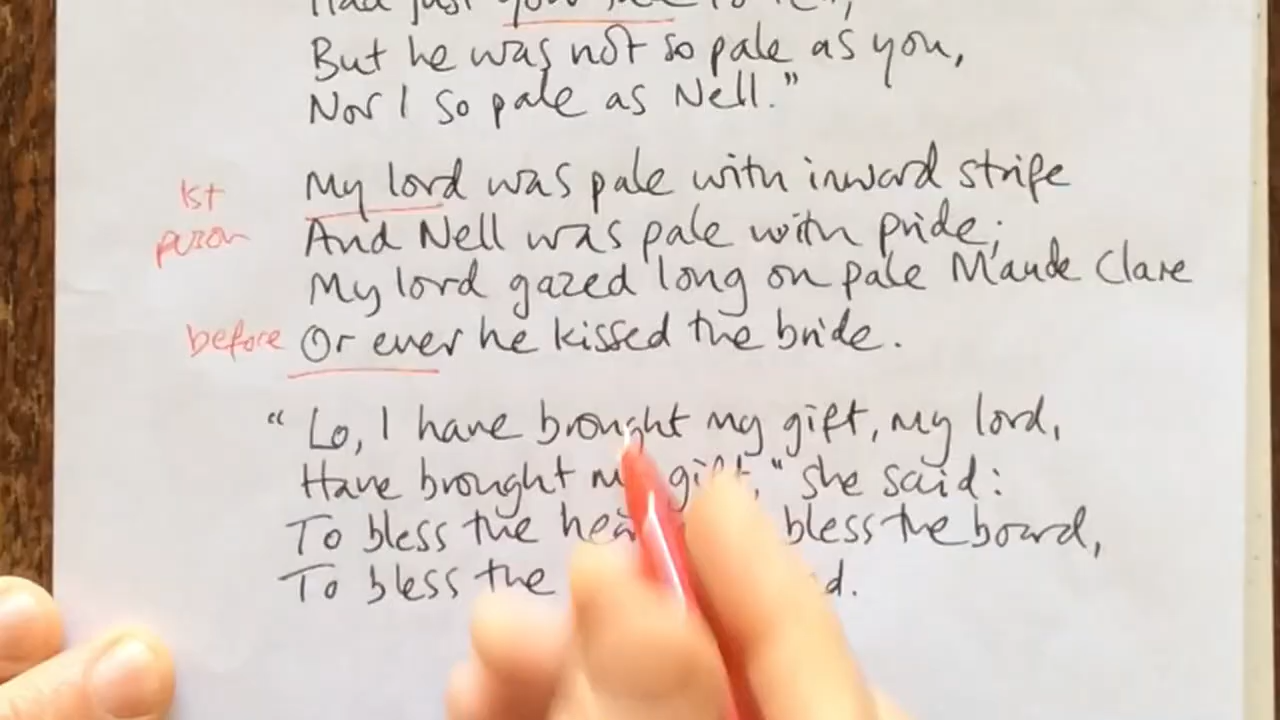 But he was not so pale as you,
Nor I so pale as Nell."
1st
person
My lord was pale with inward strife
And Nell was pale with pride;
My lord gazed long on pale Maude Clare
before
Or ever he kissed the bride.
"Lo, I have brought my gift, my lord,
Have brought my gift," she said:
To bless the bless the board,
To bless the